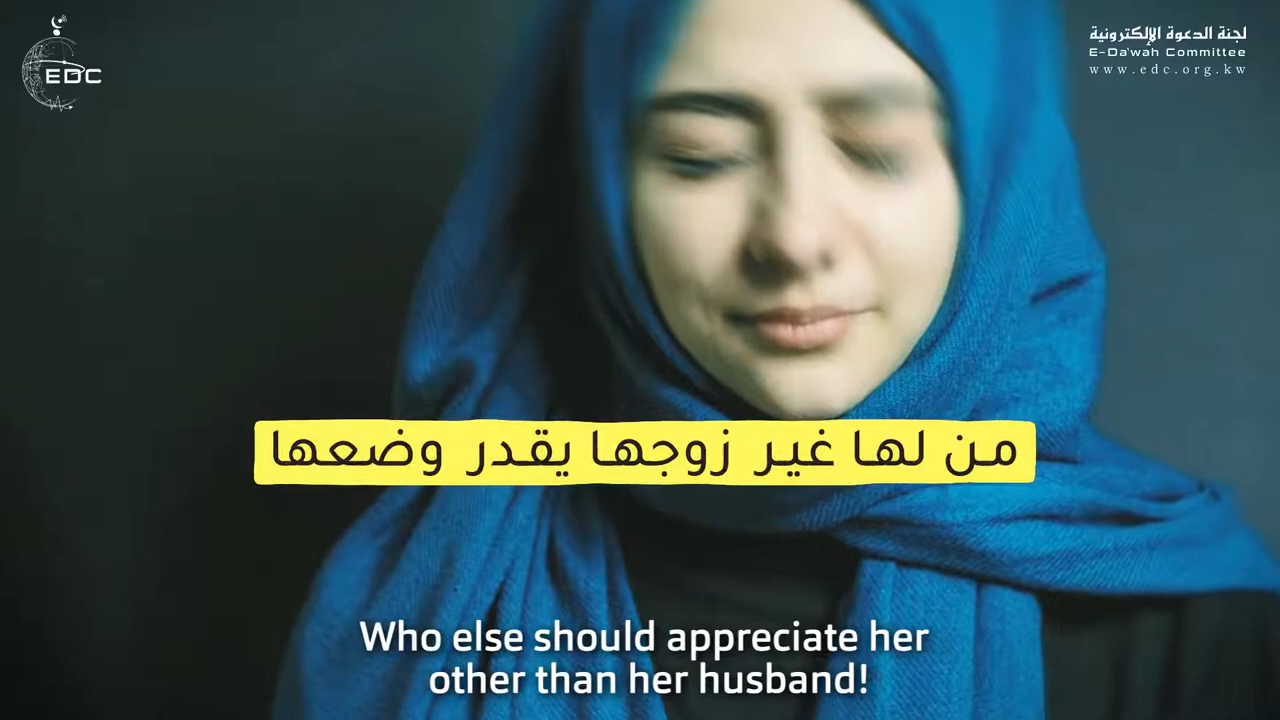 EDC
لجنة الدعوة الإلكترونية
E-Da'wah Committee
www.edc.org.kw
من لها غير زوجها يقدر وضعها
Who else should appreciate her
other than her husband!